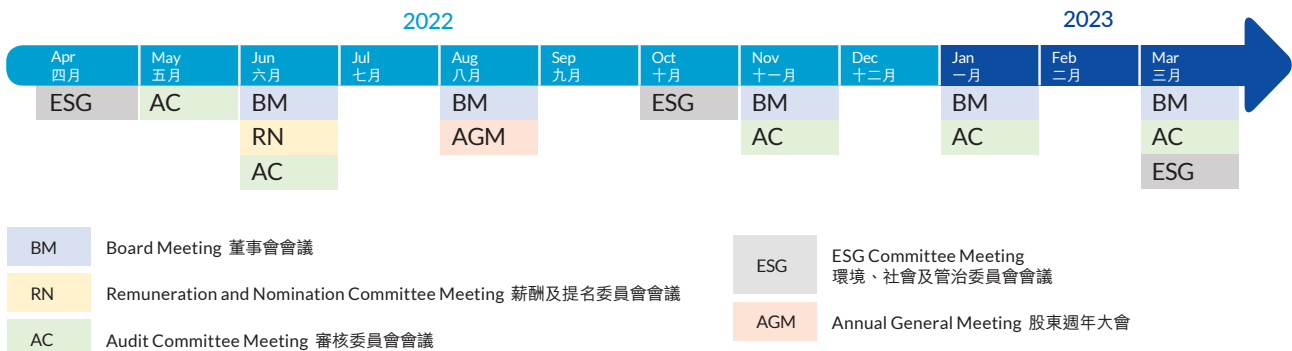 2022
2023
Apr May Jun Jul Aug Sep Oct Nov Dec Jan Feb Mar
四月 五月 六月 七月 八月 九月 十月 十一月 十二月 一月 二月 三月
ESG AC BM BM ESG BM BM BM
RN AGM AC AC AC
AC ESG
BM Board Meeting 董事會會議
RN Remuneration and Nomination Committee Meeting 薪酬及提名委員會會議
AC Audit Committee Meeting 審核委員會會議
ESG ESG Committee Meeting
環境、社會及管治委員會會議
AGM Annual General Meeting 股東週年大會